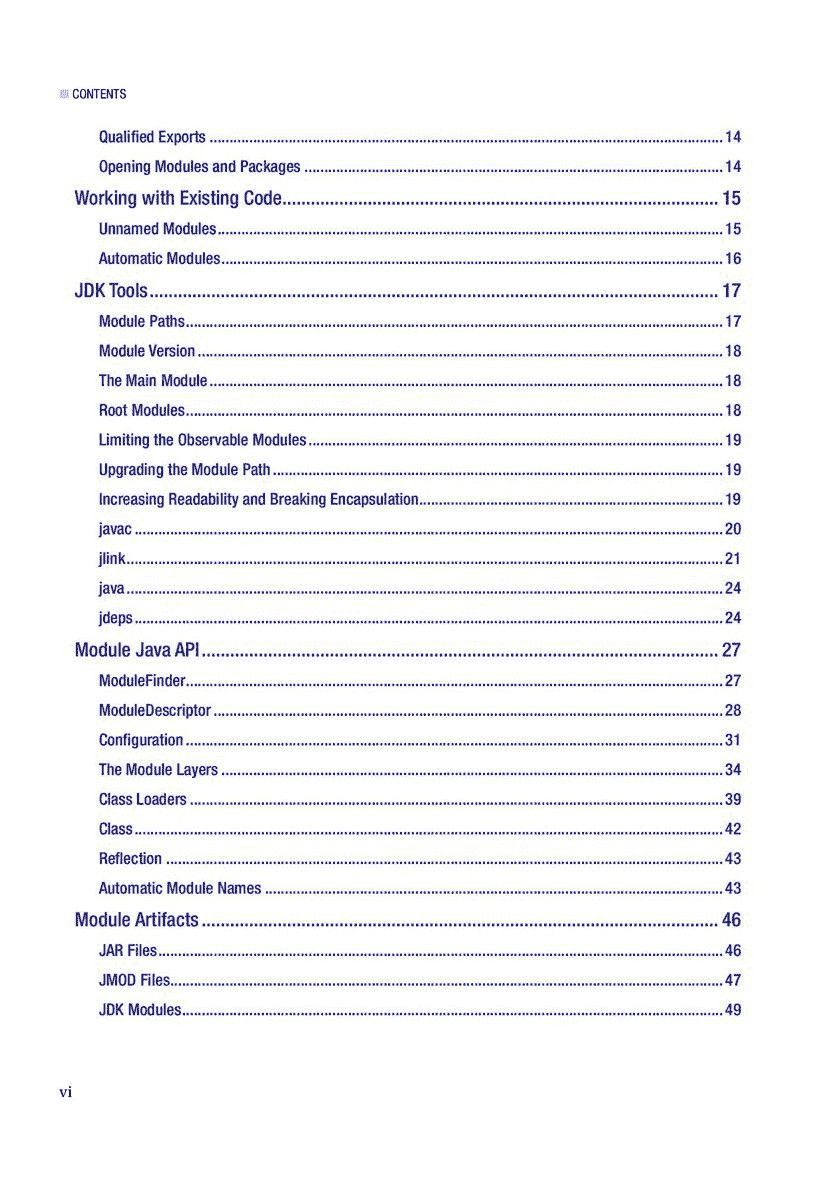 CONTENTS
Qualified Exports ........ 14
Opening Modules and Packages ........ 14
Working with Existing Code........ 15
Unnamed Modules........ 15
Automatic Modules........ 16
JDK Tools........ 17
Module Paths........ 17
Module Version ........ 18
The Main Module ........ 18
Root Modules........ 18
Limiting the Observable Modules ........ 19
Upgrading the Module Path ........ 19
Increasing Readability and Breaking Encapsulation........ 19
javac ........ 20
jlink........ 21
java ........ 24
jdeps ........ 24
Module Java API ........ 27
ModuleFinder........ 27
ModuleDescriptor ........ 28
Configuration ........ 31
The Module Layers ........ 34
Class Loaders ........ 39
Class ........ 42
Reflection ........ 43
Automatic Module Names ........ 43
Module Artifacts ........ 46
JAR Files........ 46
JMOD Files........ 47
JDK Modules........ 49
vi